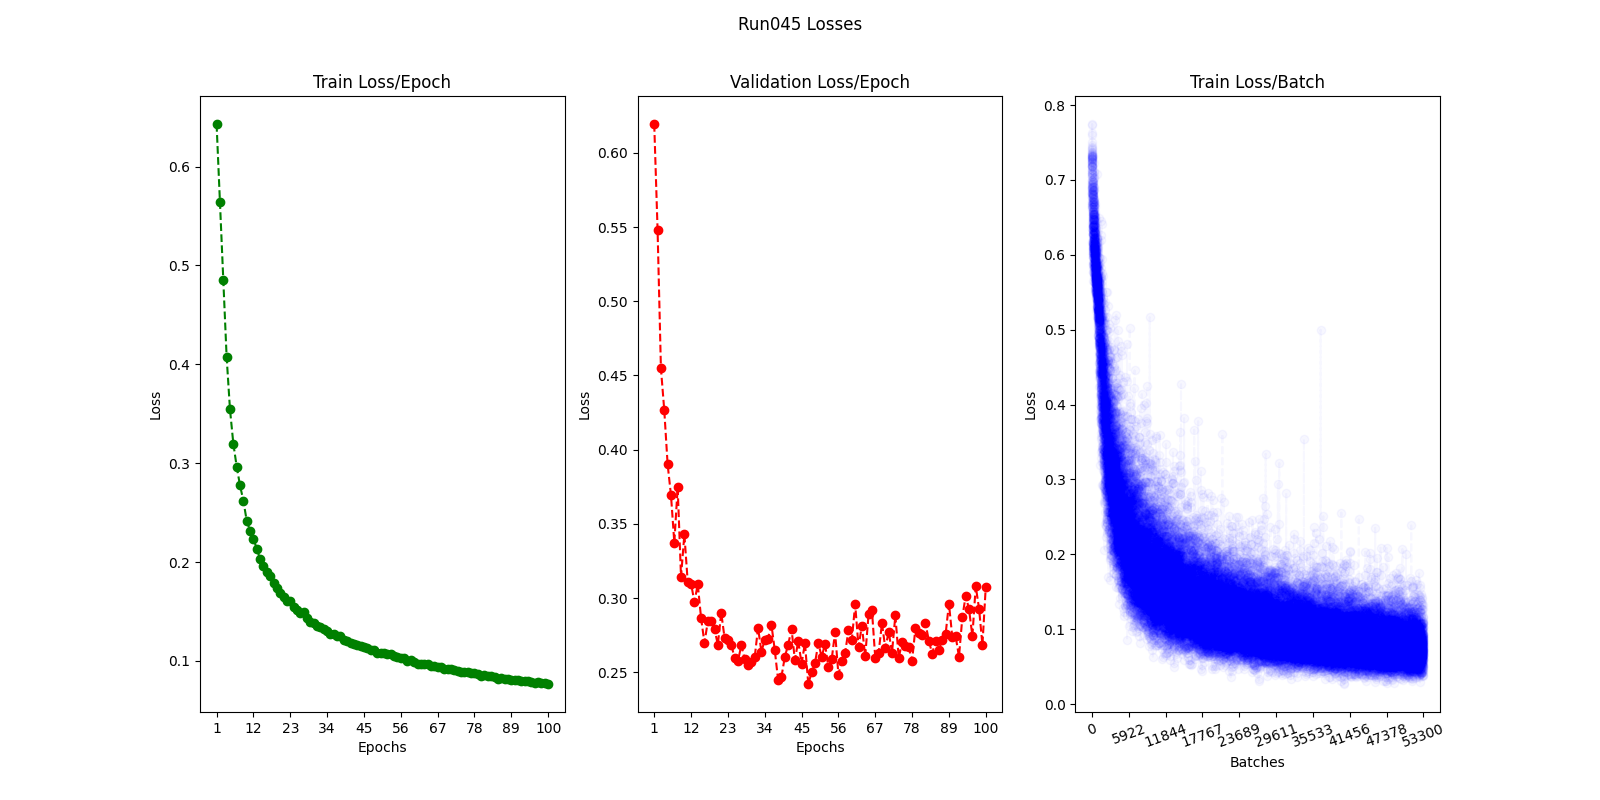 Run045 Losses
Train Loss/Epoch
Loss
0.6
0.5
0.4
0.3
0.2
0.1
1 12 23 34 45 56 67 78 89 100
Epochs
Validation Loss/Epoch
Loss
0.60
0.55
0.50
0.45
0.40
0.35
0.30
0.25
1 12 23 34 45 56 67 78 89 100
Epochs
Train Loss/Batch
Loss
0.8
0.7
0.6
0.5
0.4
0.3
0.2
0.1
0.0
0 5922 11844 17767 23689 29611 35533 41456 47378 53300
Batches